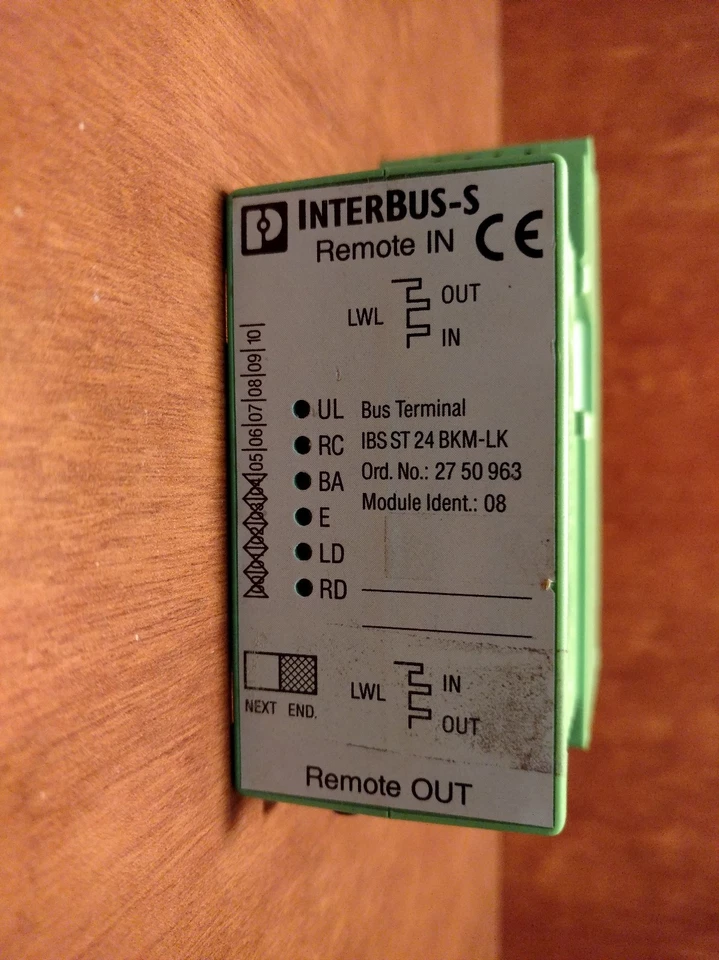 INTERBUS-S
Remote IN
CE
OUT
LWL
IN
00|01|02|03|04|05|06|07|08|09|10|
UL
RC
BA
E
LD
RD
Bus Terminal
IBS ST 24 BKM-LK
Ord. No.: 27 50 963
Module Ident.: 08
NEXT END.
LWL
IN
OUT
Remote OUT